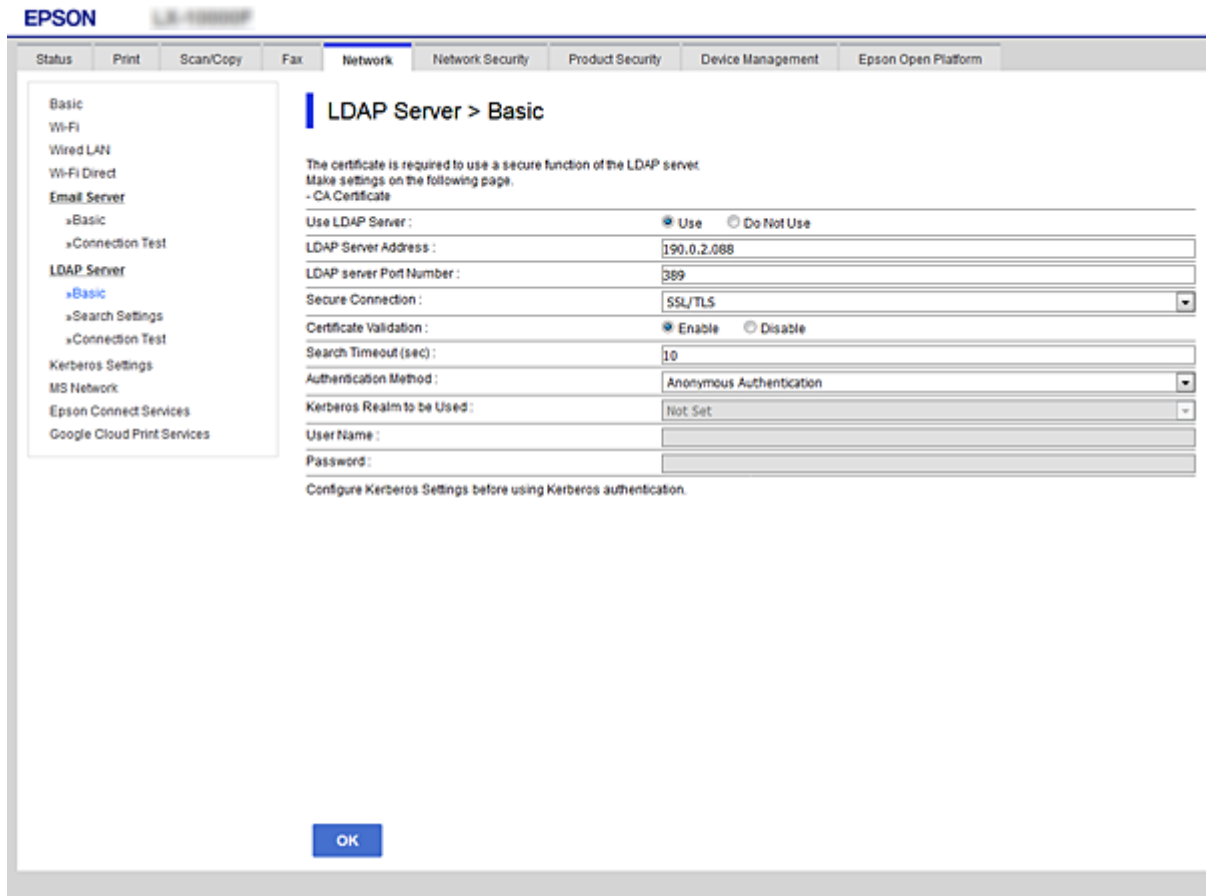 EPSON
Status Print Scan/Copy Fax Network Network Security Product Security Device Management Epson Open Platform
Basic
Wi-Fi
Wired LAN
Wi-Fi Direct
Email Server
»Basic
»Connection Test
LDAP Server
»Basic
»Search Settings
»Connection Test
Kerberos Settings
MS Network
Epson Connect Services
Google Cloud Print Services
LDAP Server > Basic
The certificate is required to use a secure function of the LDAP server.
Make settings on the following page.
- CA Certificate
Use LDAP Server : Use Do Not Use
LDAP Server Address : 190.0.2.088
LDAP server Port Number : 389
Secure Connection : SSL/TLS
Certificate Validation : Enable Disable
Search Timeout (sec) : 10
Authentication Method : Anonymous Authentication
Kerberos Realm to be Used : Not Set
User Name :
Password :
Configure Kerberos Settings before using Kerberos authentication.
OK